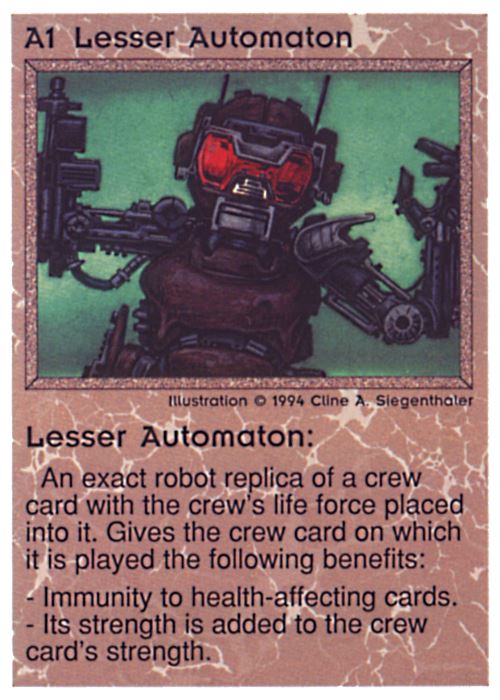 A1 Lesser Automaton
Illustration © 1994 Cline A. Siegenthaler
Lesser Automaton:
An exact robot replica of a crew
card with the crew's life force placed
into it. Gives the crew card on which
it is played the following benefits:
- Immunity to health-affecting cards.
- Its strength is added to the crew
card's strength.